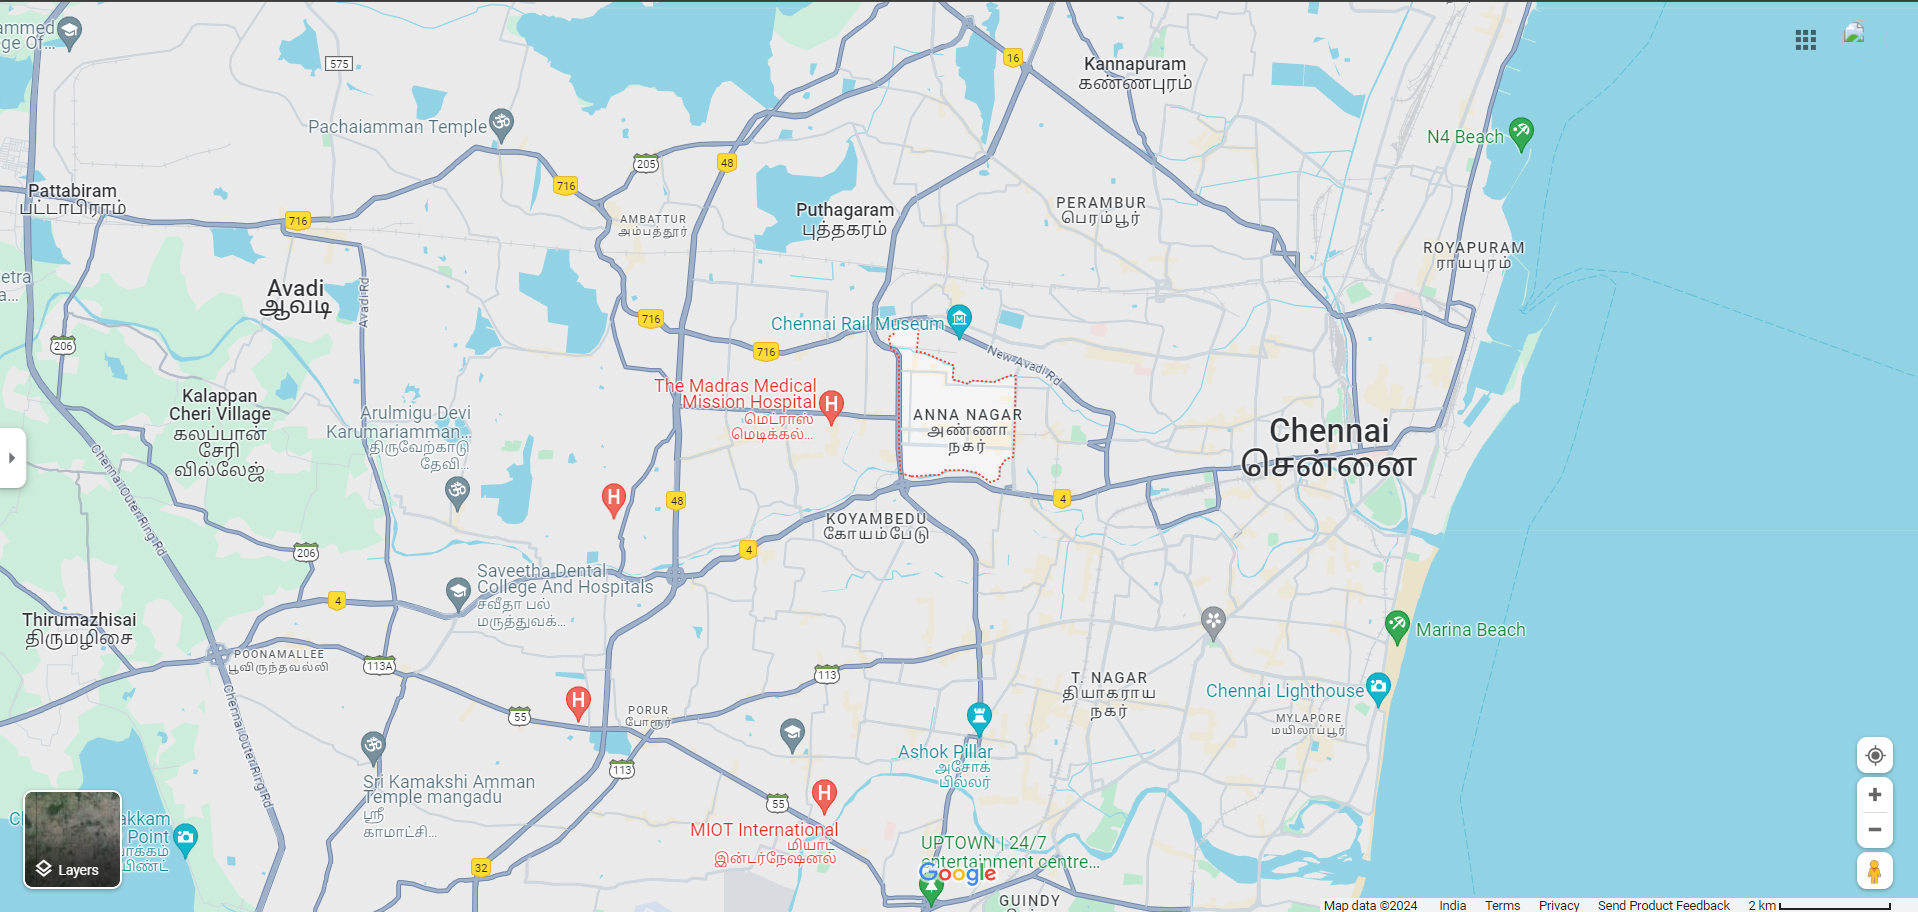 ammed
ge Of...
575
16
Kannapuram
கண்ணபுரம்
Pachaiamman Temple
N4 Beach
205
48
716
Pattabiram
பட்டாபிராம்
716
AMBATTUR
அம்பத்தூர்
Puthagaram
புத்தகரம்
PERAMBUR
பெரம்பூர்
ROYAPURAM
ராயபுரம்
etra
a...
Avadi
ஆவடி
Avadi Rd
716
Chennai Rail Museum
206
716
New Avadi Rd
The Madras Medical
Mission Hospital
மெட்ராஸ்
மெடிக்கல்...
Kalappan
Cheri Village
கலப்பான்
சேரி
வில்லேஜ்
Arulmigu Devi
Karumariamman...
திருவேற்காடு
தேவி...
ANNA NAGAR
அண்ணா
நகர்
Chennai
சென்னை
Chennai Outer Ring Rd
48
4
KOYAMBEDU
கோயம்பேடு
206
4
Saveetha Dental
College And Hospitals
சவீதா பல்
மருத்துவக்...
4
Thirumazhisai
திருமழிசை
Marina Beach
POONAMALLEE
பூவிருந்தவல்லி
113A
113
T. NAGAR
தியாகராய
நகர்
Chennai Lighthouse
Chennai Outer Ring Rd
55
PORUR
போரூர்
MYLAPORE
மயிலாப்பூர்
Ashok Pillar
அசோக்
பில்லர்
113
Sri Kamakshi Amman
Temple mangadu
ஸ்ரீ
காமாட்சி...
55
Ch
akkam
Point
பாக்கம்
பிண்ட்
MIOT International
மியாட்
இன்டர்நேஷனல்
UPTOWN | 24/7
entertainment centre...
32
Google
GUINDY
Layers
Map data ©2024 India Terms Privacy Send Product Feedback 2 km